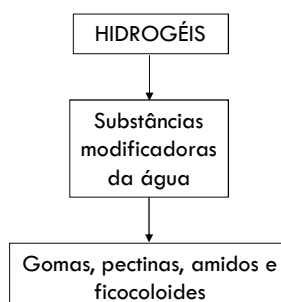 HIDROGÉIS
Substâncias
modificadoras
da água
Gomas, pectinas, amidos e
ficocoloides